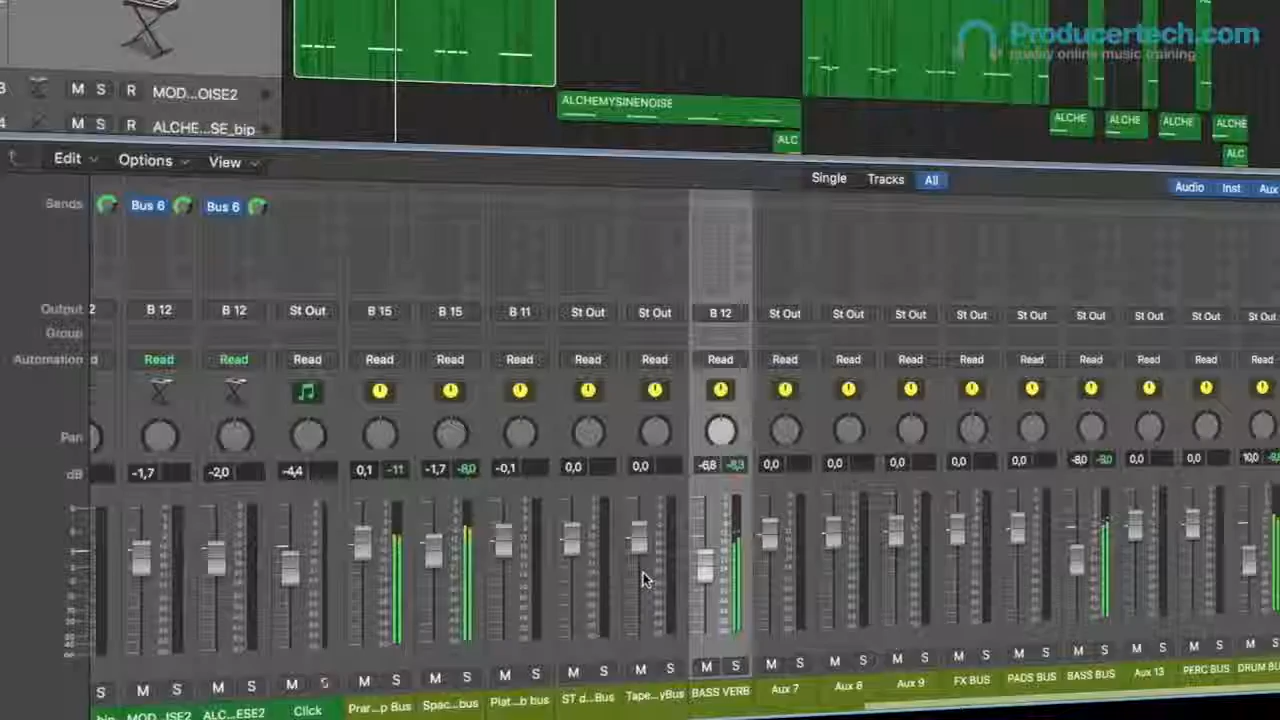 Producertech.com
quality online music training
3 M S R MOD...OISE2
ALCHEMYSINENOISE
ALCHE ALCHE ALCHE ALCHE
4 M S R ALCHE...SE_bip
ALC ALC
Edit Options View Single Tracks All Audio Inst Aux
Sends Bus 6 Bus 6
Output 2 B 12 B 12 St Out B 15 B 15 B 11 St Out St Out B 12 St Out St Out St Out St Out St Out St Out St Out St Out St Out
Group
Automation d Read Read Read Read Read Read Read Read Read Read Read Read Read Read Read Read Read Read
Pan
dB -1,7 -2,0 -4,4 0,1 -11 -1,7 -8,0 -0,1 0,0 0,0 -6,8 -8,3 0,0 0,0 0,0 0,0 0,0 -8,0 -9,0 0,0 0,0 10,0
S M S M S M S M S M S M S M S M S M S M S M S M S M S M S M S M S M S M S
bip MOD...ISE2 ALC...ESE2 Click Prar...p Bus Spac...bus Plat...b bus ST d...Bus Tape...yBus BASS VERB Aux 7 Aux 8 Aux 9 FX BUS PADS BUS BASS BUS Aux 13 PERC BUS DRUM BU